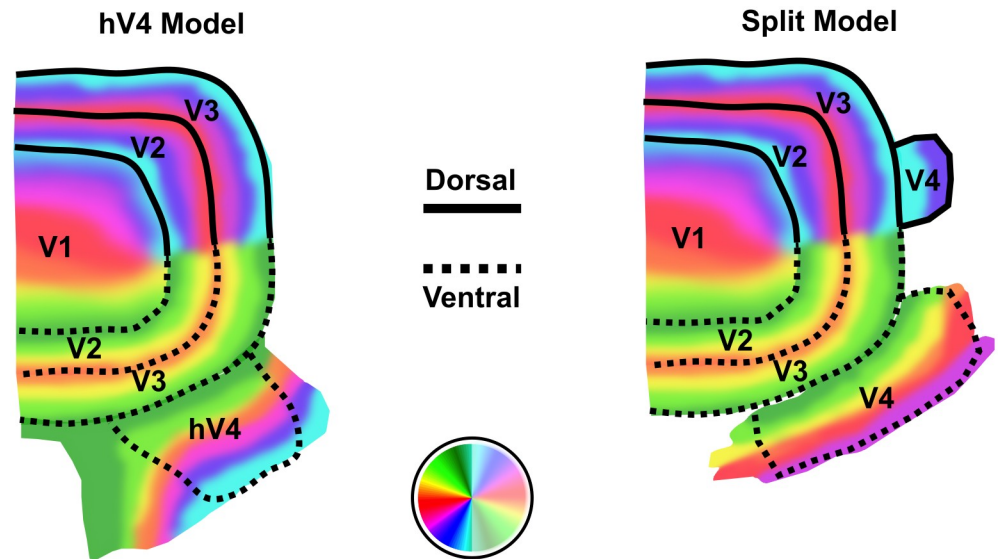 hV4 Model
V3
V2
V1
V2
V3
hV4
Dorsal
Ventral
Split Model
V3
V2
V4
V1
V2
V3
V4